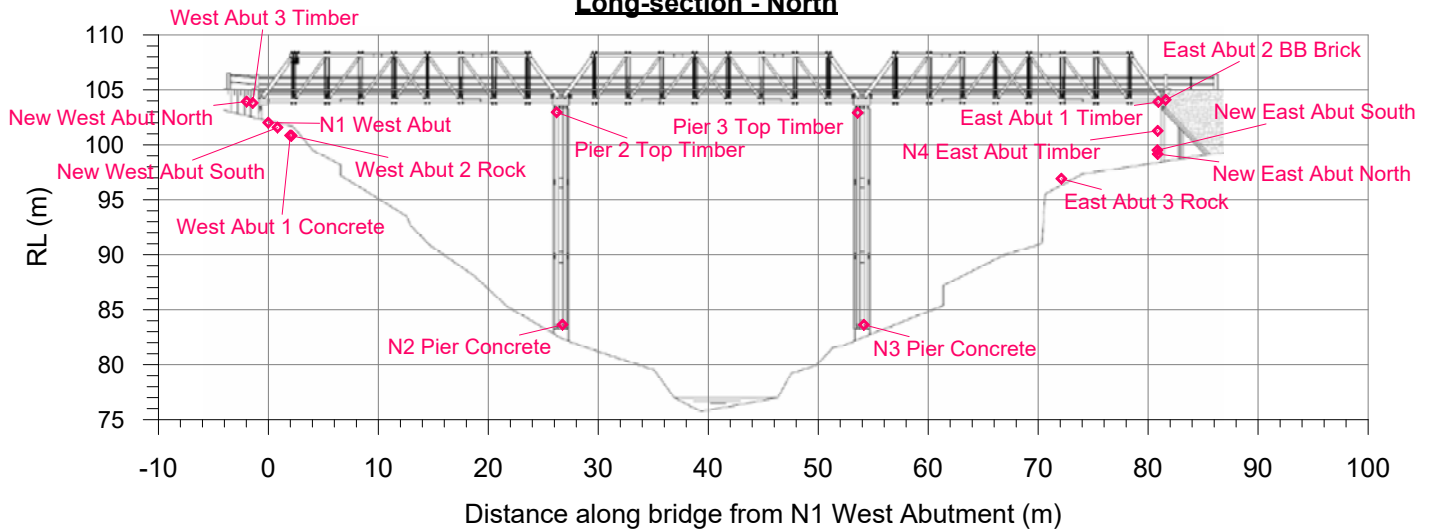 Long-section - North
West Abut 3 Timber
110
East Abut 2 BB Brick
105
New West Abut North
N1 West Abut
Pier 3 Top Timber
East Abut 1 Timber
New East Abut South
100
Pier 2 Top Timber
N4 East Abut Timber
New West Abut South
West Abut 2 Rock
New East Abut North
95
West Abut 1 Concrete
East Abut 3 Rock
RL (m)
90
85
N2 Pier Concrete
N3 Pier Concrete
80
75
-10 0 10 20 30 40 50 60 70 80 90 100
Distance along bridge from N1 West Abutment (m)